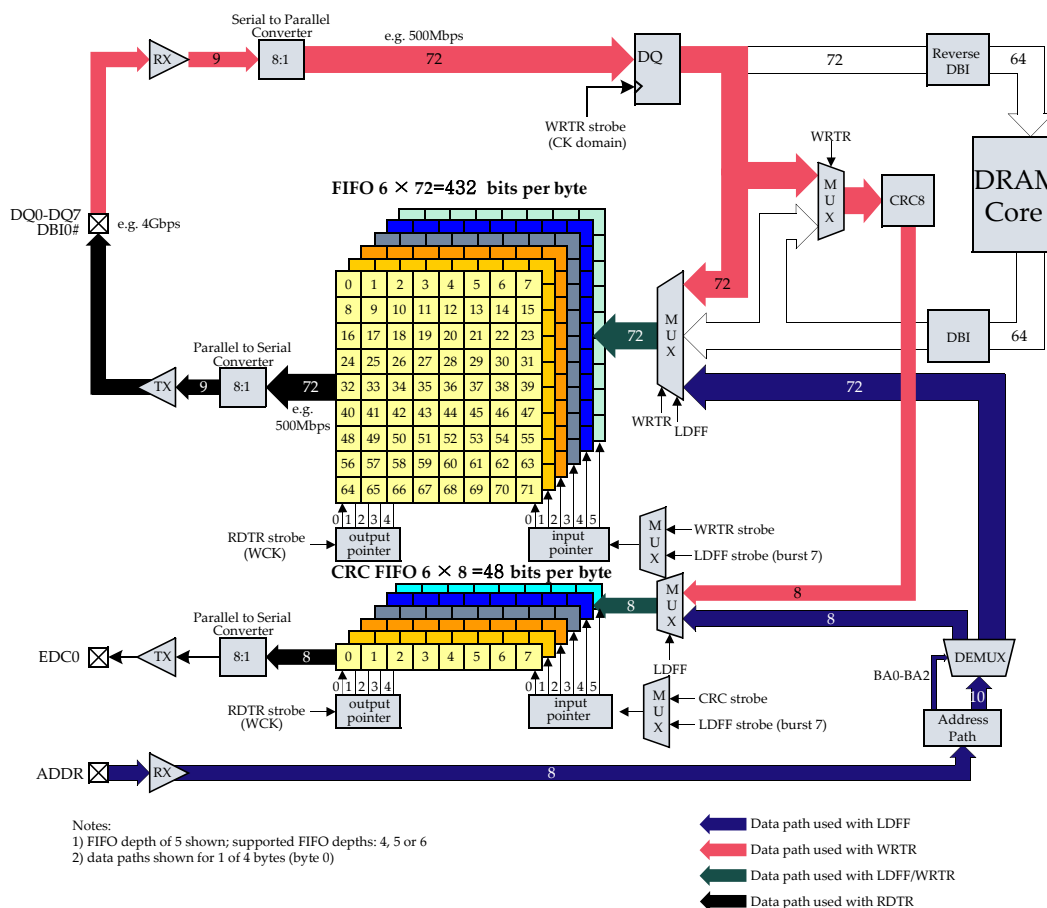 Serial to Parallel
Converter
e.g. 500Mbps
RX
9
8:1
72
DQ
72
Reverse
DBI
64
WRTR strobe
(CK domain)
WRTR
MUX
CRC8
DRAM
Core
FIFO 6 × 72=432 bits per byte
DQ0-DQ7
DBI0#
e.g. 4Gbps
0 1 2 3 4 5 6 7
8 9 10 11 12 13 14 15
16 17 18 19 20 21 22 23
24 25 26 27 28 29 30 31
32 33 34 35 36 37 38 39
40 41 42 43 44 45 46 47
48 49 50 51 52 53 54 55
56 57 58 59 60 61 62 63
64 65 66 67 68 69 70 71
72
MUX
72
DBI
64
72
WRTR
LDFF
Parallel to Serial
Converter
TX
9
8:1
72
e.g.
500Mbps
0 1 2 3 4
RDTR strobe
(WCK)
output
pointer
0 1 2 3 4 5
input
pointer
MUX
WRTR strobe
LDFF strobe (burst 7)
CRC FIFO 6 × 8 =48 bits per byte
8
MUX
8
8
LDFF
Parallel to Serial
Converter
EDC0
TX
8:1
8
0 1 2 3 4 5 6 7
0 1 2 3 4
RDTR strobe
(WCK)
output
pointer
0 1 2 3 4 5
input
pointer
MUX
CRC strobe
LDFF strobe (burst 7)
DEMUX
BA0-BA2
10
Address
Path
ADDR
RX
8
Notes:
1) FIFO depth of 5 shown; supported FIFO depths: 4, 5 or 6
2) data paths shown for 1 of 4 bytes (byte 0)
Data path used with LDFF
Data path used with WRTR
Data path used with LDFF/WRTR
Data path used with RDTR